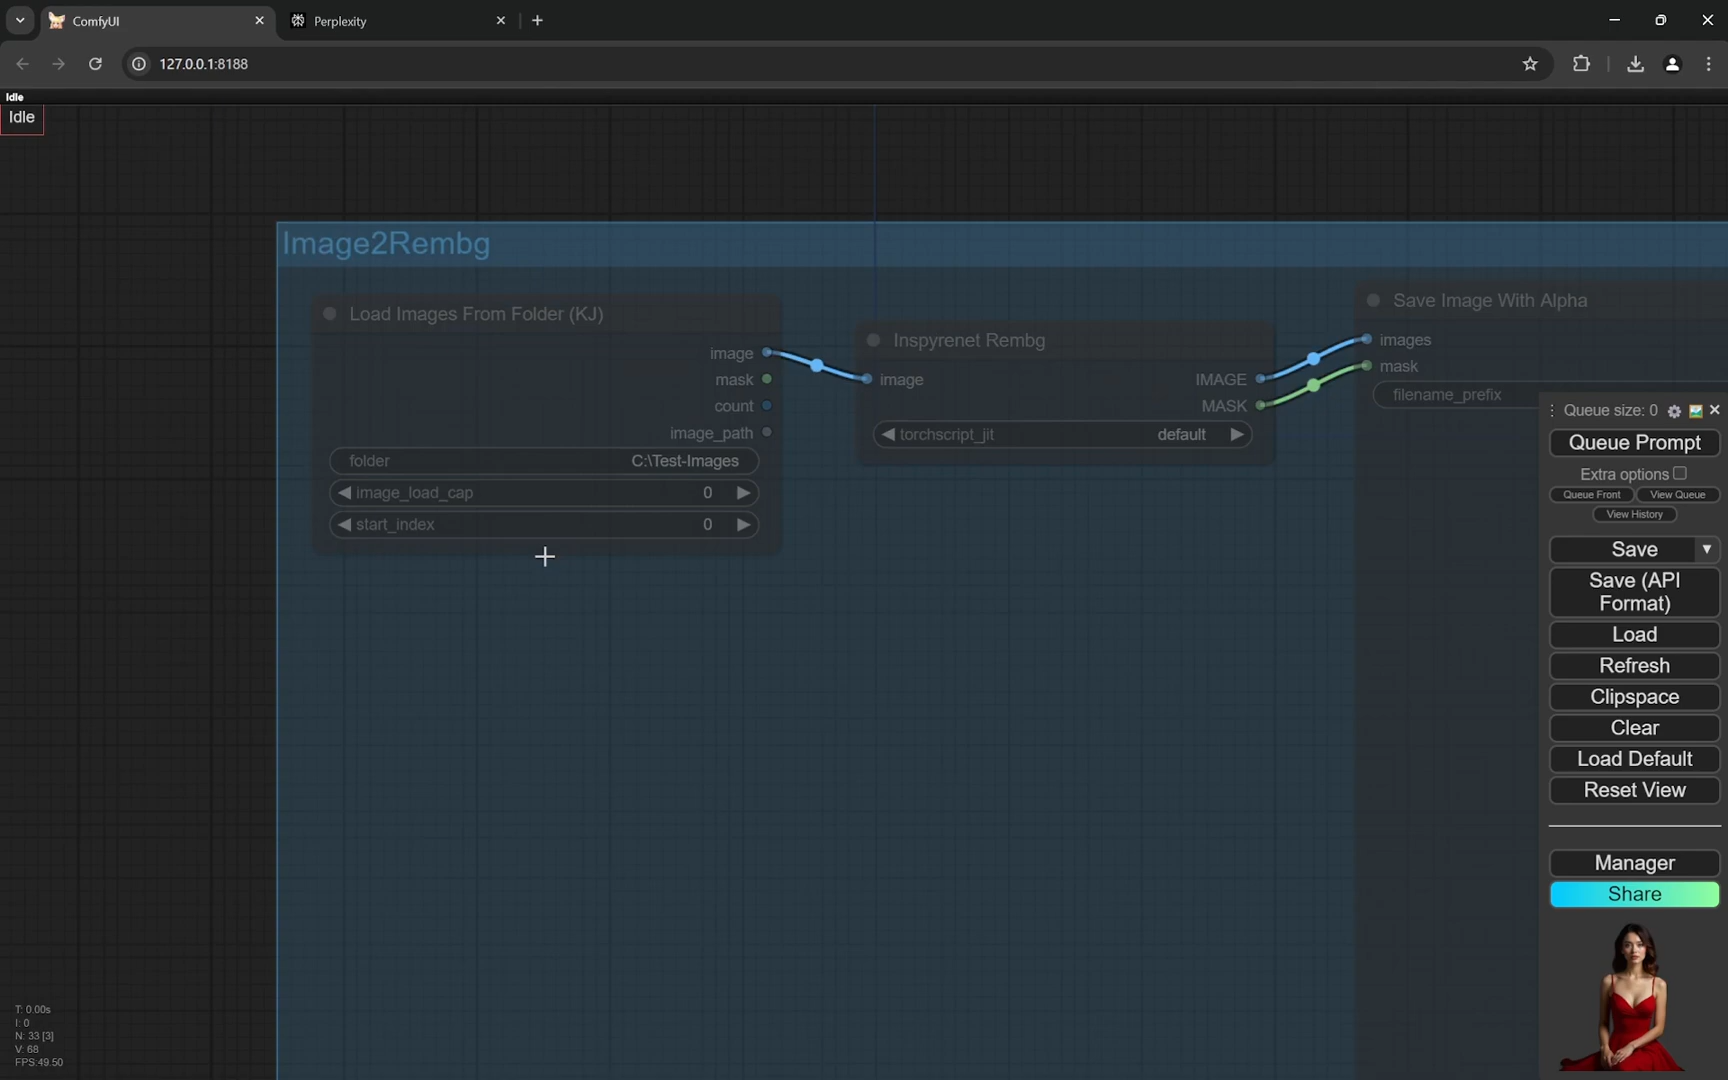 ComfyUI
Perplexity
127.0.0.1:8188
Idle
Idle
Image2Rembg
Load Images From Folder (KJ)
image
mask
count
image_path
folder C:\Test-Images
image_load_cap 0
start_index 0
Inspyrenet Rembg
image IMAGE
MASK
torchscript_jit default
Save Image With Alpha
images
mask
filename_prefix
Queue size: 0
Queue Prompt
Extra options
Queue Front View Queue
View History
Save
Save (API
Format)
Load
Refresh
Clipspace
Clear
Load Default
Reset View
Manager
Share
T: 0.00s
I: 0
N: 33 [3]
V: 68
FPS:49.50